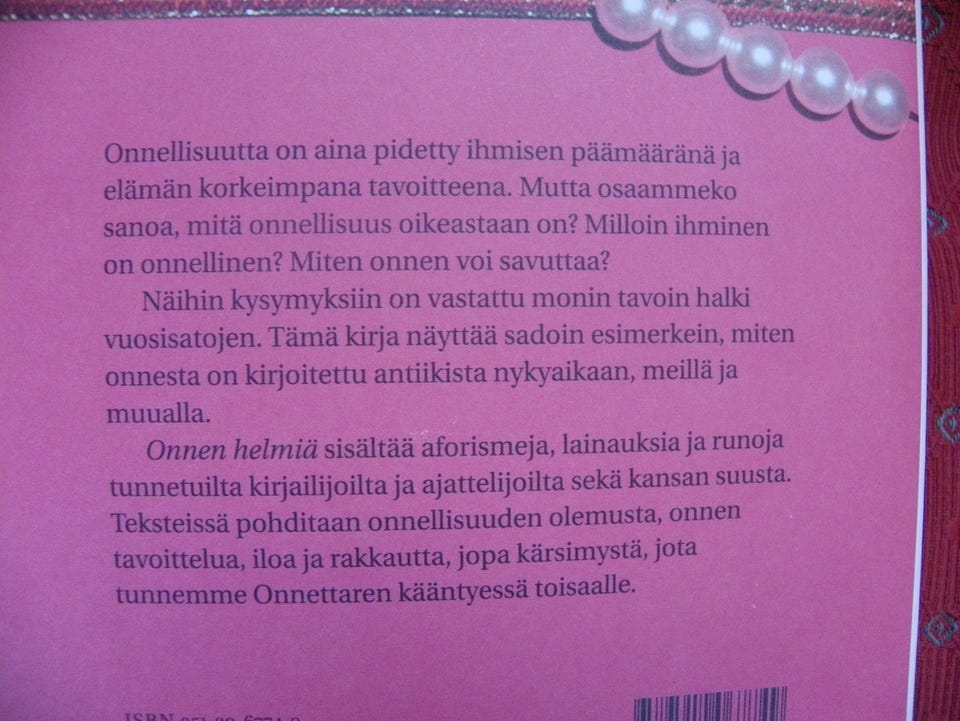 Onnellisuutta on aina pidetty ihmisen päämääränä ja
elämän korkeimpana tavoitteena. Mutta osaammeko
sanoa, mitä onnellisuus oikeastaan on? Milloin ihminen
on onnellinen? Miten onnen voi savuttaa?
Näihin kysymyksiin on vastattu monin tavoin halki
vuosisatojen. Tämä kirja näyttää sadoin esimerkein, miten
onnesta on kirjoitettu antiikista nykyaikaan, meillä ja
muualla.
Onnen helmiä sisältää aforismeja, lainauksia ja runoja
tunnetuilta kirjailijoilta ja ajattelijoilta sekä kansan suusta.
Teksteissä pohditaan onnellisuuden olemusta, onnen
tavoittelua, iloa ja rakkautta, jopa kärsimystä, jota
tunnemme Onnettaren kääntyessä toisaalle.
ISBN